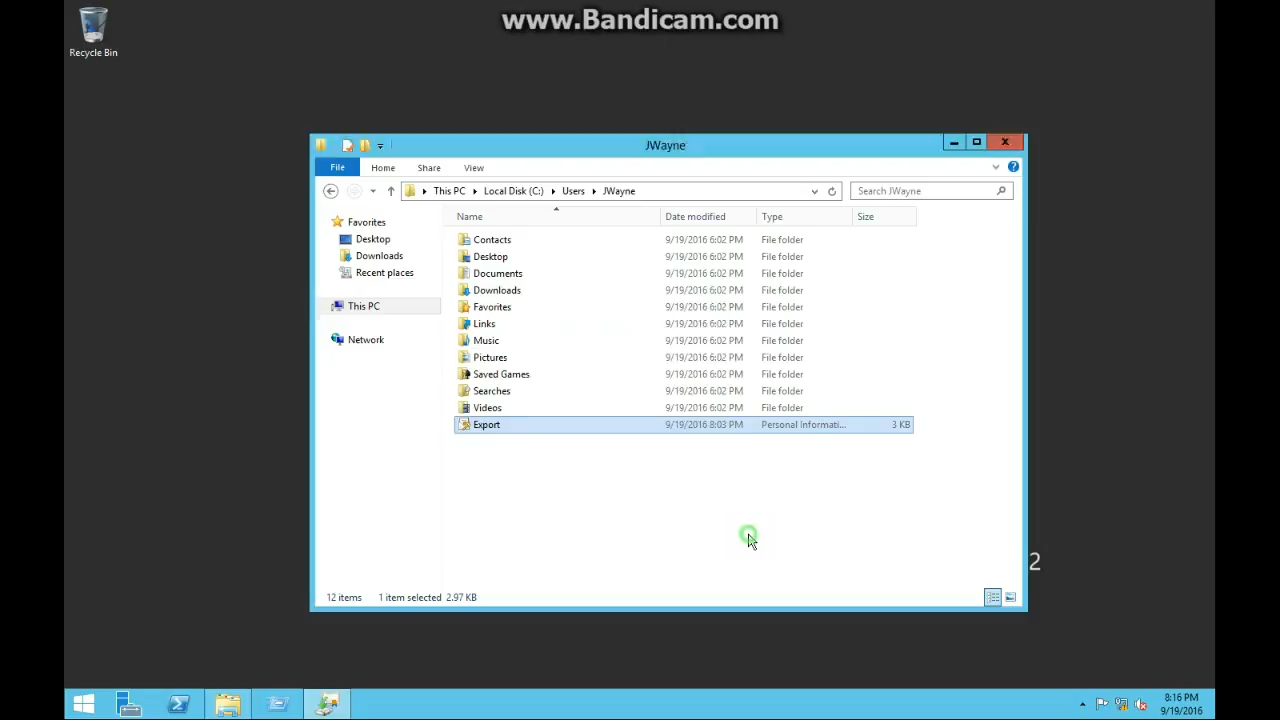 www.Bandicam.com
Recycle Bin
JWayne
File Home Share View
This PC Local Disk (C:) Users JWayne
Search JWayne
Name Date modified Type Size
Favorites
Desktop
Downloads
Recent places
This PC
Network
Contacts 9/19/2016 6:02 PM File folder
Desktop 9/19/2016 6:02 PM File folder
Documents 9/19/2016 6:02 PM File folder
Downloads 9/19/2016 6:02 PM File folder
Favorites 9/19/2016 6:02 PM File folder
Links 9/19/2016 6:02 PM File folder
Music 9/19/2016 6:02 PM File folder
Pictures 9/19/2016 6:02 PM File folder
Saved Games 9/19/2016 6:02 PM File folder
Searches 9/19/2016 6:02 PM File folder
Videos 9/19/2016 6:02 PM File folder
Export 9/19/2016 8:03 PM Personal Informati... 3 KB
2
12 items 1 item selected 2.97 KB
8:16 PM
9/19/2016